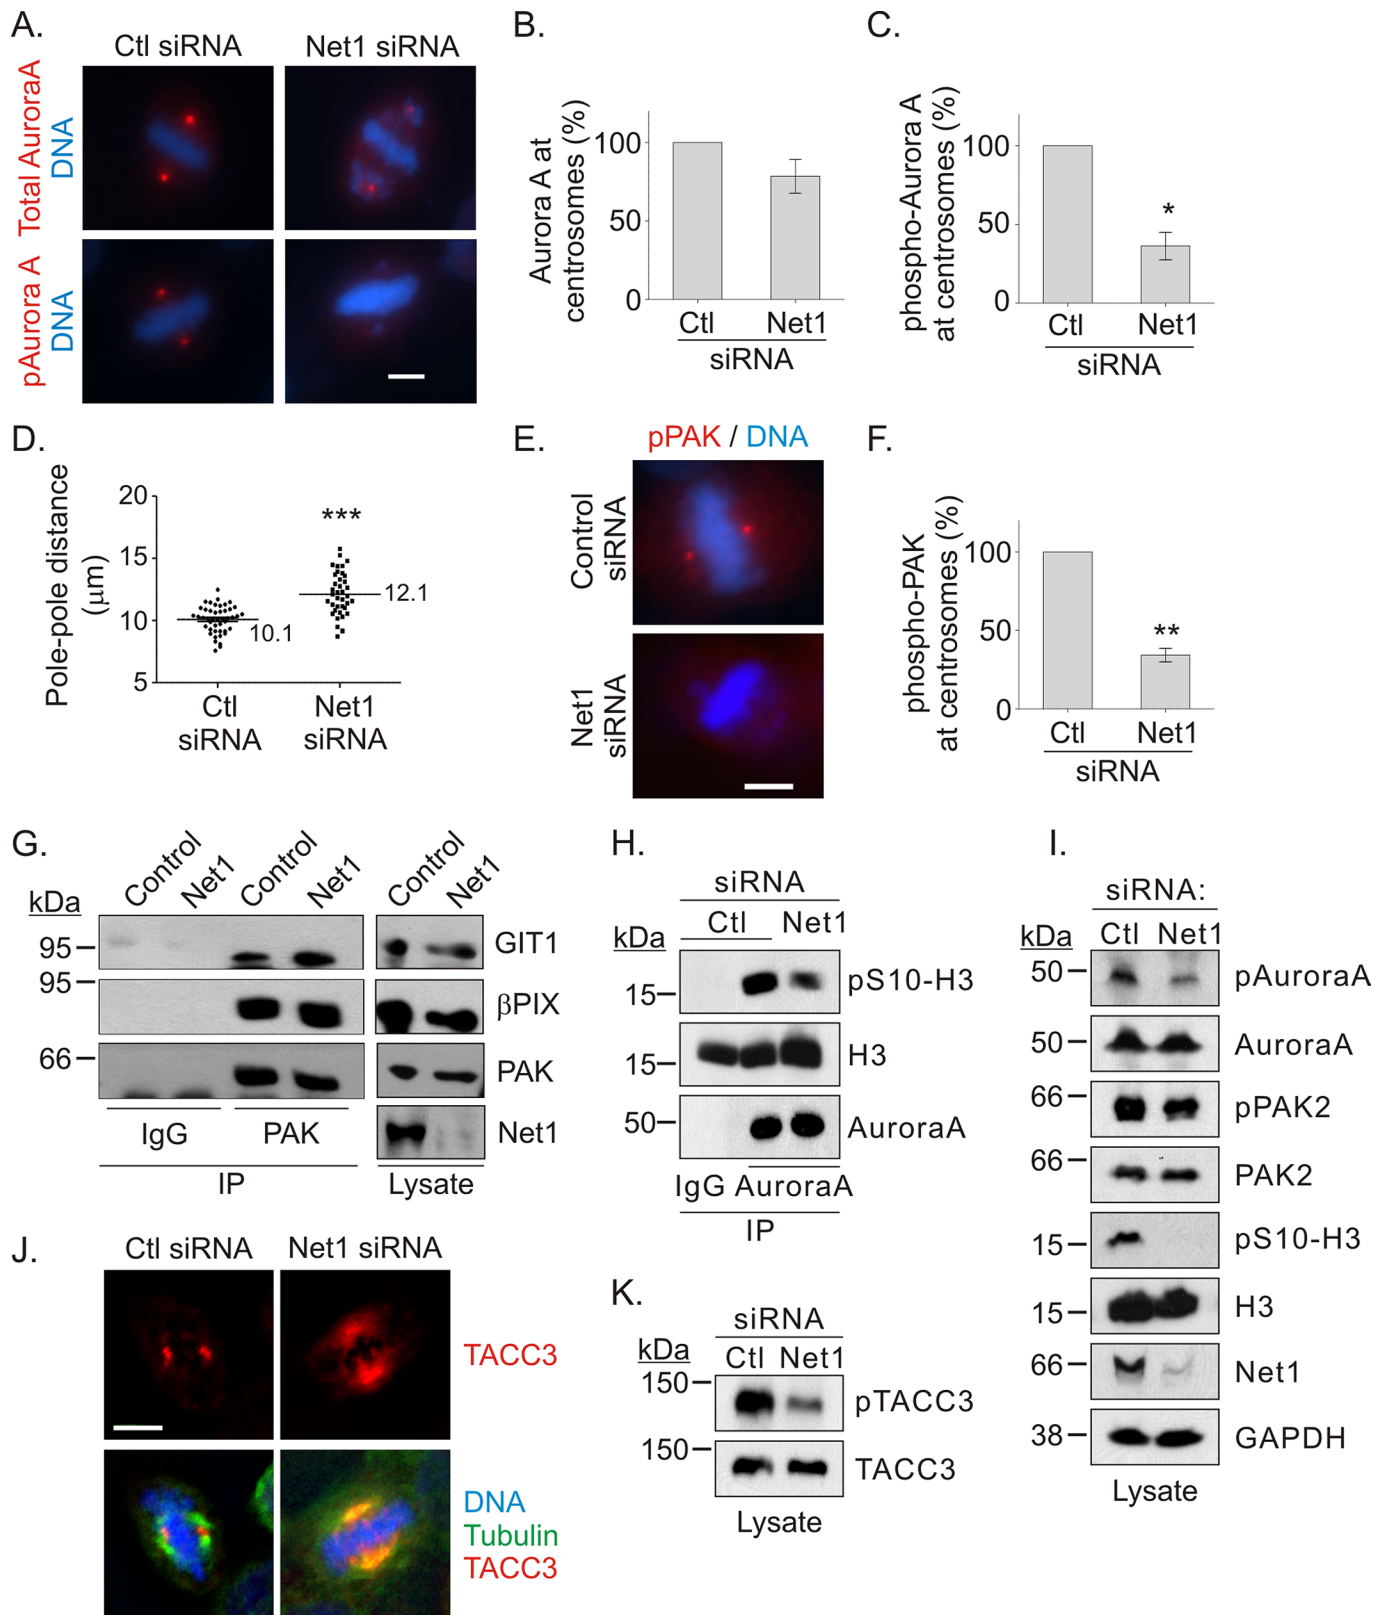 A.
Ctl siRNA
Net1 siRNA
Total AuroraA
DNA
pAurora A
DNA
B.
Aurora A at
centrosomes (%)
100
50
0
Ctl
Net1
siRNA
C.
phospho-Aurora A
at centrosomes (%)
100
50
0
*
Ctl
Net1
siRNA
D.
Pole-pole distance
(μm)
20
15
10
5
***
10.1
12.1
Ctl
siRNA
Net1
siRNA
E.
pPAK / DNA
Control
siRNA
Net1
siRNA
F.
phospho-PAK
at centrosomes (%)
100
50
0
**
Ctl
Net1
siRNA
G.
Control
Net1
Control
Net1
Control
Net1
kDa
95
GIT1
95
βPIX
66
PAK
Net1
IgG
PAK
IP
Lysate
H.
siRNA
Ctl
Net1
kDa
15
pS10-H3
15
H3
50
AuroraA
IgG AuroraA
IP
I.
siRNA:
Ctl
Net1
kDa
50
pAuroraA
50
AuroraA
66
pPAK2
66
PAK2
15
pS10-H3
15
H3
66
Net1
38
GAPDH
Lysate
J.
Ctl siRNA
Net1 siRNA
TACC3
DNA
Tubulin
TACC3
K.
siRNA
kDa
Ctl
Net1
150
pTACC3
150
TACC3
Lysate